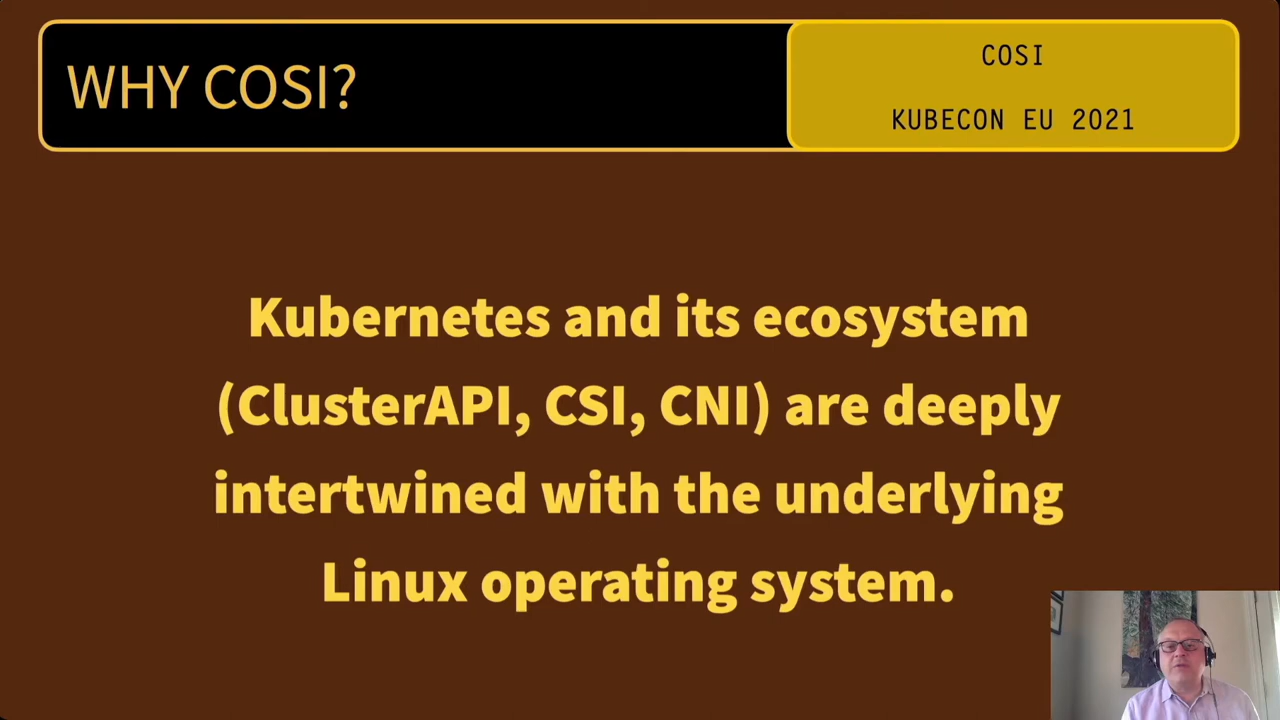 WHY COSI?
COSI
KUBECON EU 2021
Kubernetes and its ecosystem
(ClusterAPI, CSI, CNI) are deeply
intertwined with the underlying
Linux operating system.